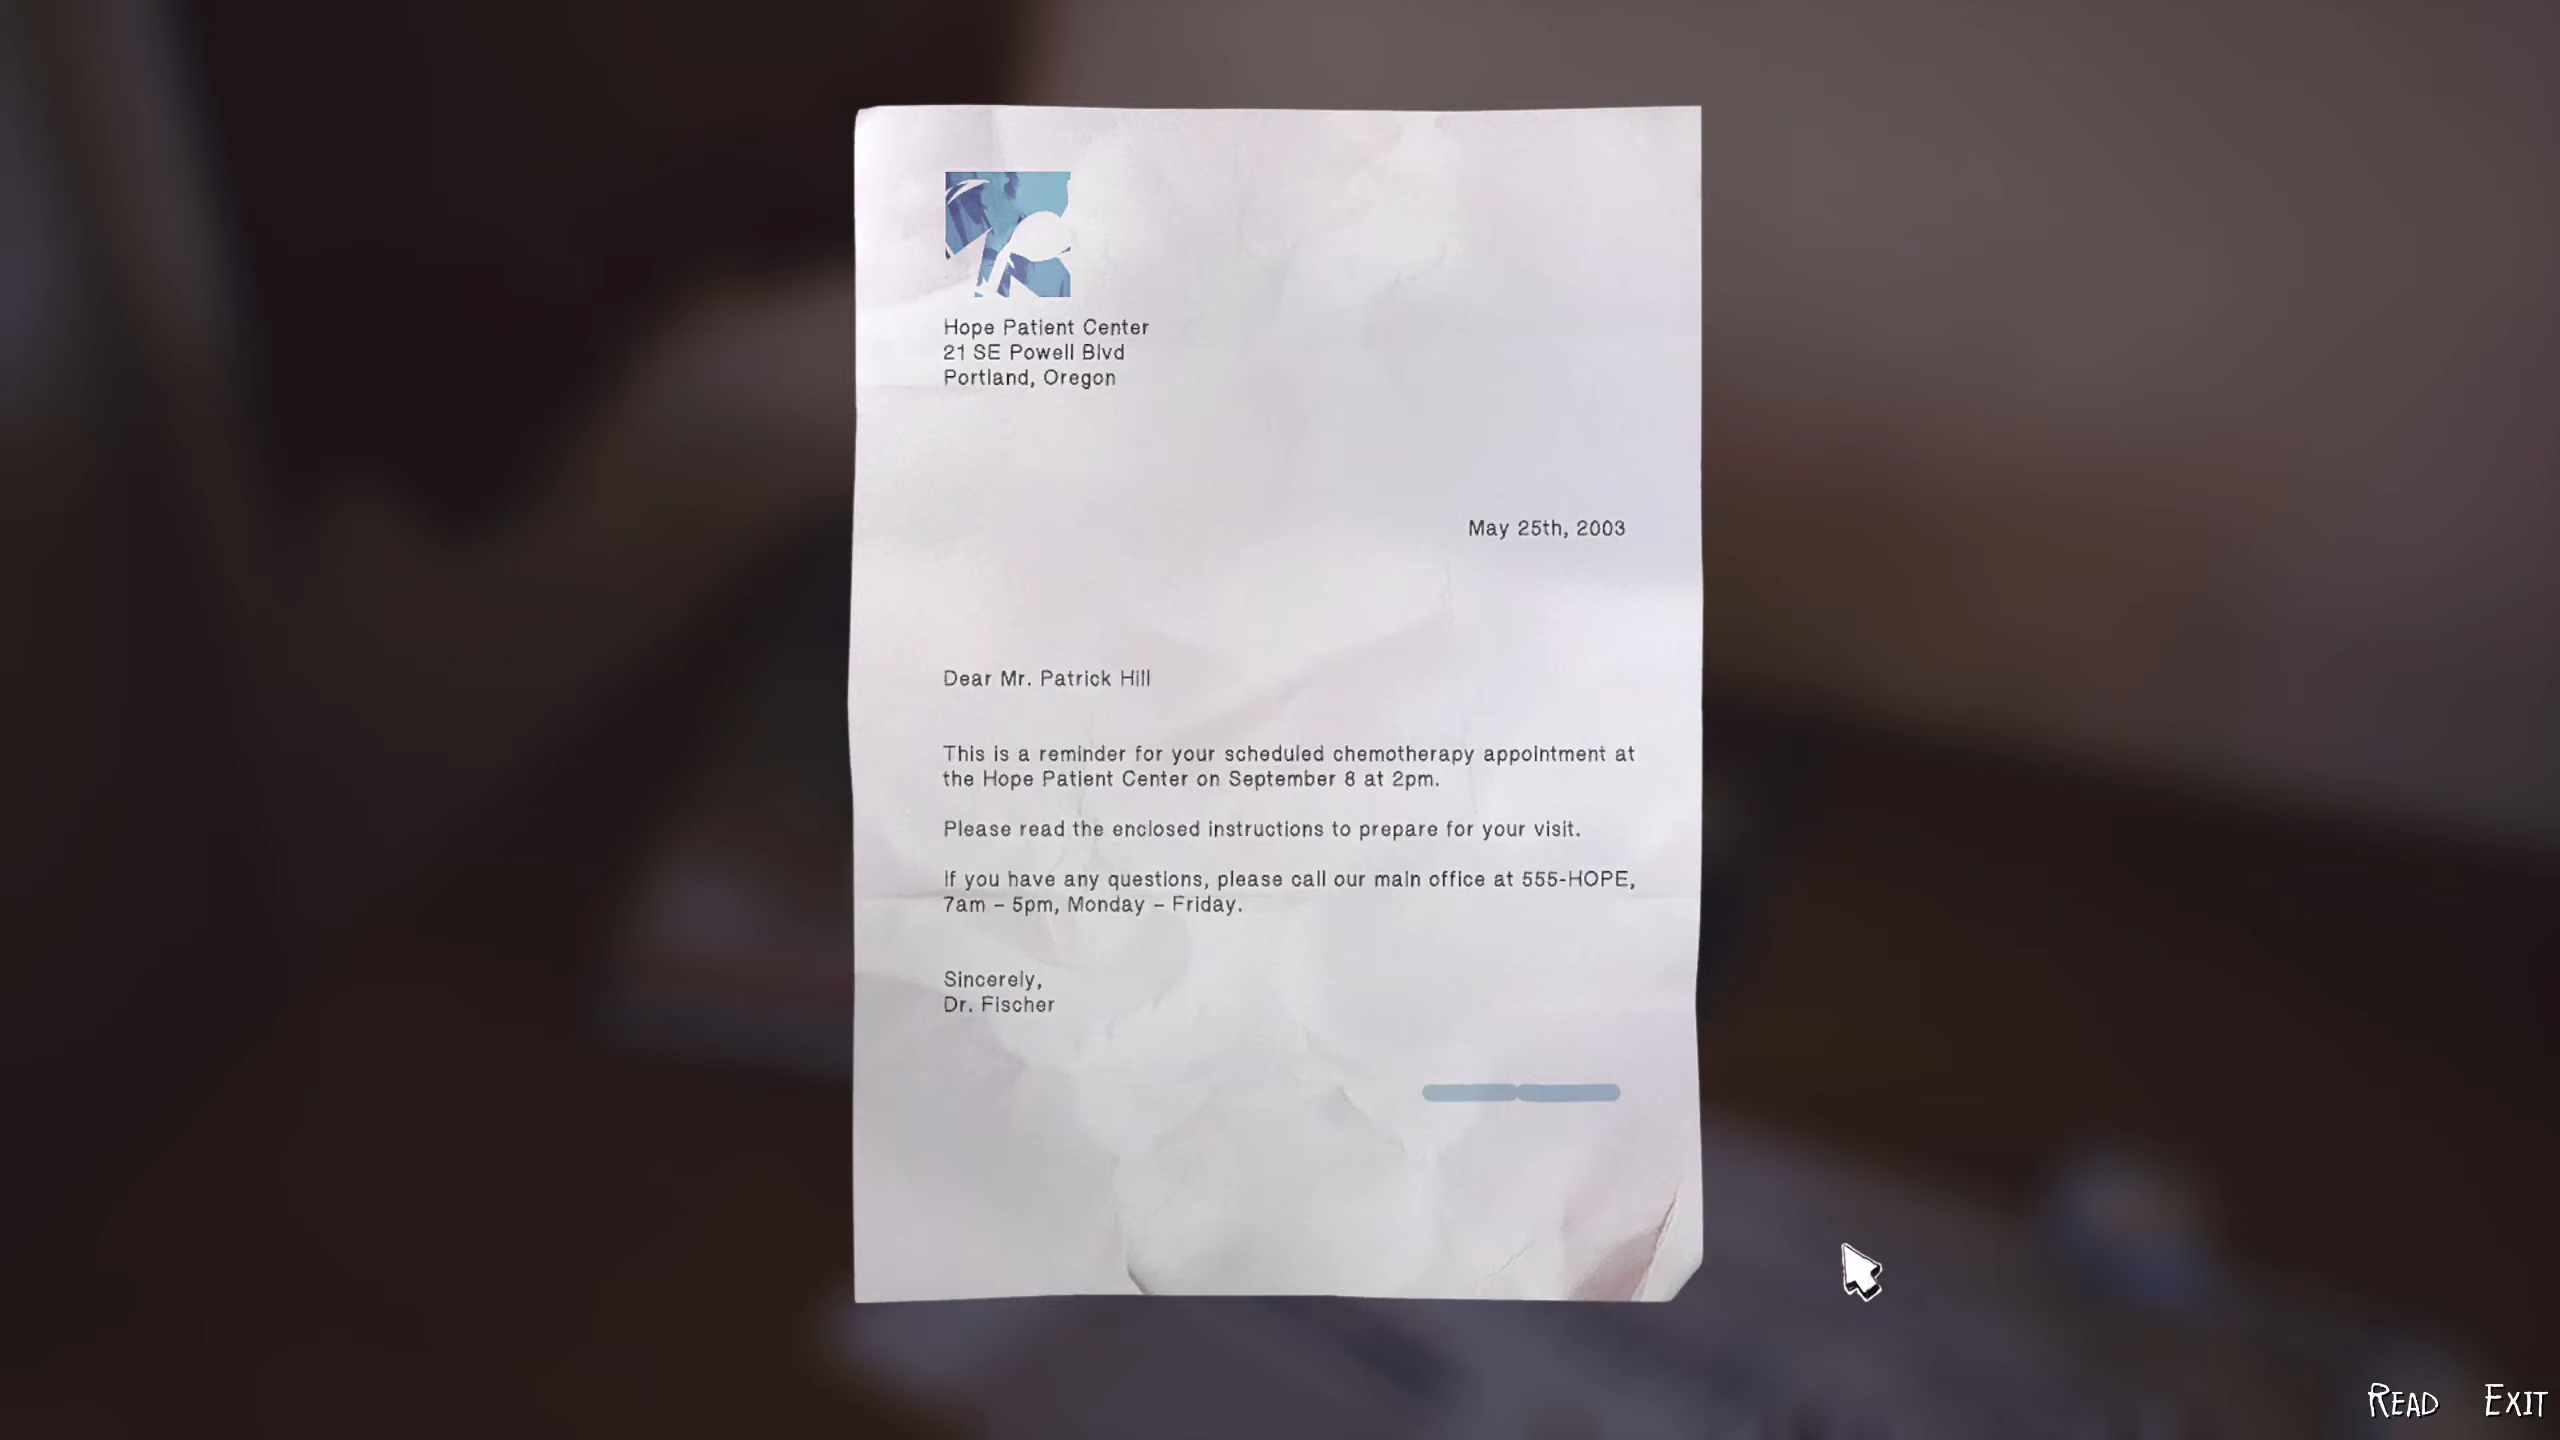 Hope Patient Center
21 SE Powell Blvd
Portland, Oregon
May 25th, 2003
Dear Mr. Patrick Hill
This is a reminder for your scheduled chemotherapy appointment at
the Hope Patient Center on September 8 at 2pm.
Please read the enclosed instructions to prepare for your visit.
If you have any questions, please call our main office at 555-HOPE,
7am – 5pm, Monday – Friday.
Sincerely,
Dr. Fischer
READ EXIT